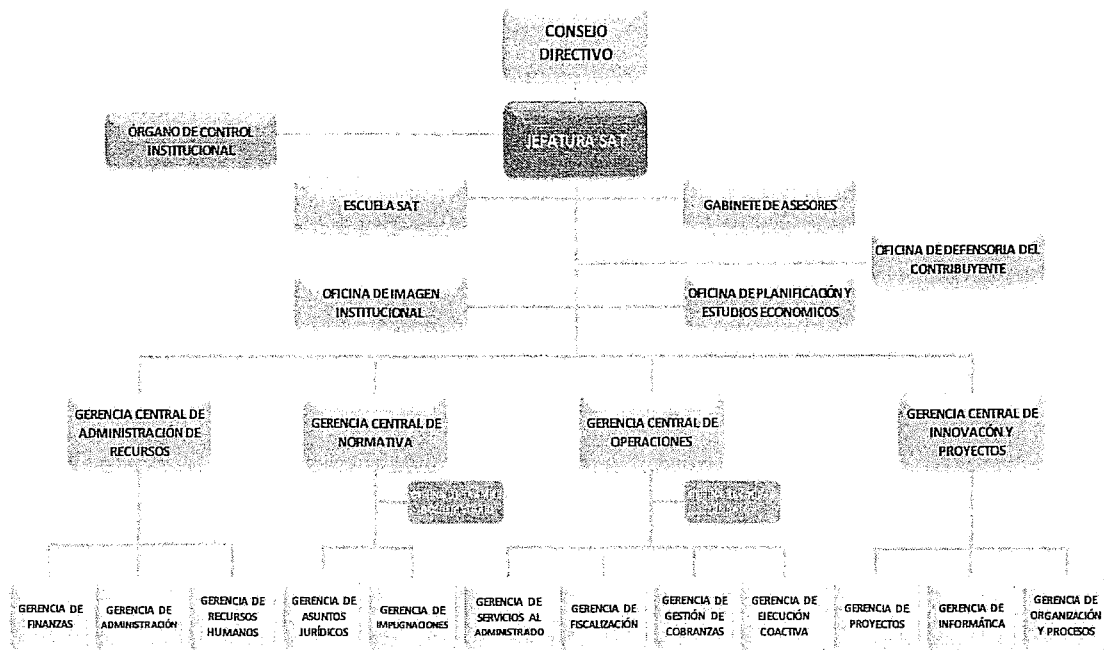 CONSEJO
DIRECTIVO
ÓRGANO DE CONTROL
INSTITUCIONAL
JEFATURA SAT
ESCUELA SAT
GABINETE DE ASESORES
OFICINA DE DEFENSORIA DEL
CONTRIBUYENTE
OFICINA DE IMAGEN
INSTITUCIONAL
OFICINA DE PLANIFICACIÓN Y
ESTUDIOS ECONOMICOS
GERENCIA CENTRAL DE
ADMINISTRACIÓN DE
RECURSOS
GERENCIA CENTRAL DE
NORMATIVA
GERENCIA CENTRAL DE
OPERACIONES
GERENCIA CENTRAL DE
INNOVACÓN Y
PROYECTOS
GERENCIA DE
FINANZAS
GERENCIA DE
ADMINISTRACIÓN
GERENCIA DE
RECURSOS
HUMANOS
GERENCIA DE
ASUNTOS
JURÍDICOS
GERENCIA DE
IMPUGNACIONES
GERENCIA DE
SERVICIOS AL
ADMINISTRADO
GERENCIA DE
FISCALIZACIÓN
GERENCIA DE
GESTIÓN DE
COBRANZAS
GERENCIA DE
EJECUCIÓN
COACTIVA
GERENCIA DE
PROYECTOS
GERENCIA DE
INFORMÁTICA
GERENCIA DE
ORGANIZACIÓN
Y PROCESOS